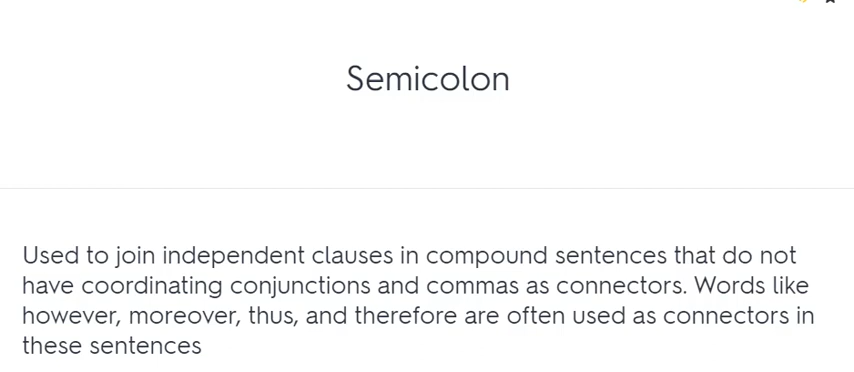 Semicolon
Used to join independent clauses in compound sentences that do not
have coordinating conjunctions and commas as connectors. Words like
however, moreover, thus, and therefore are often used as connectors in
these sentences